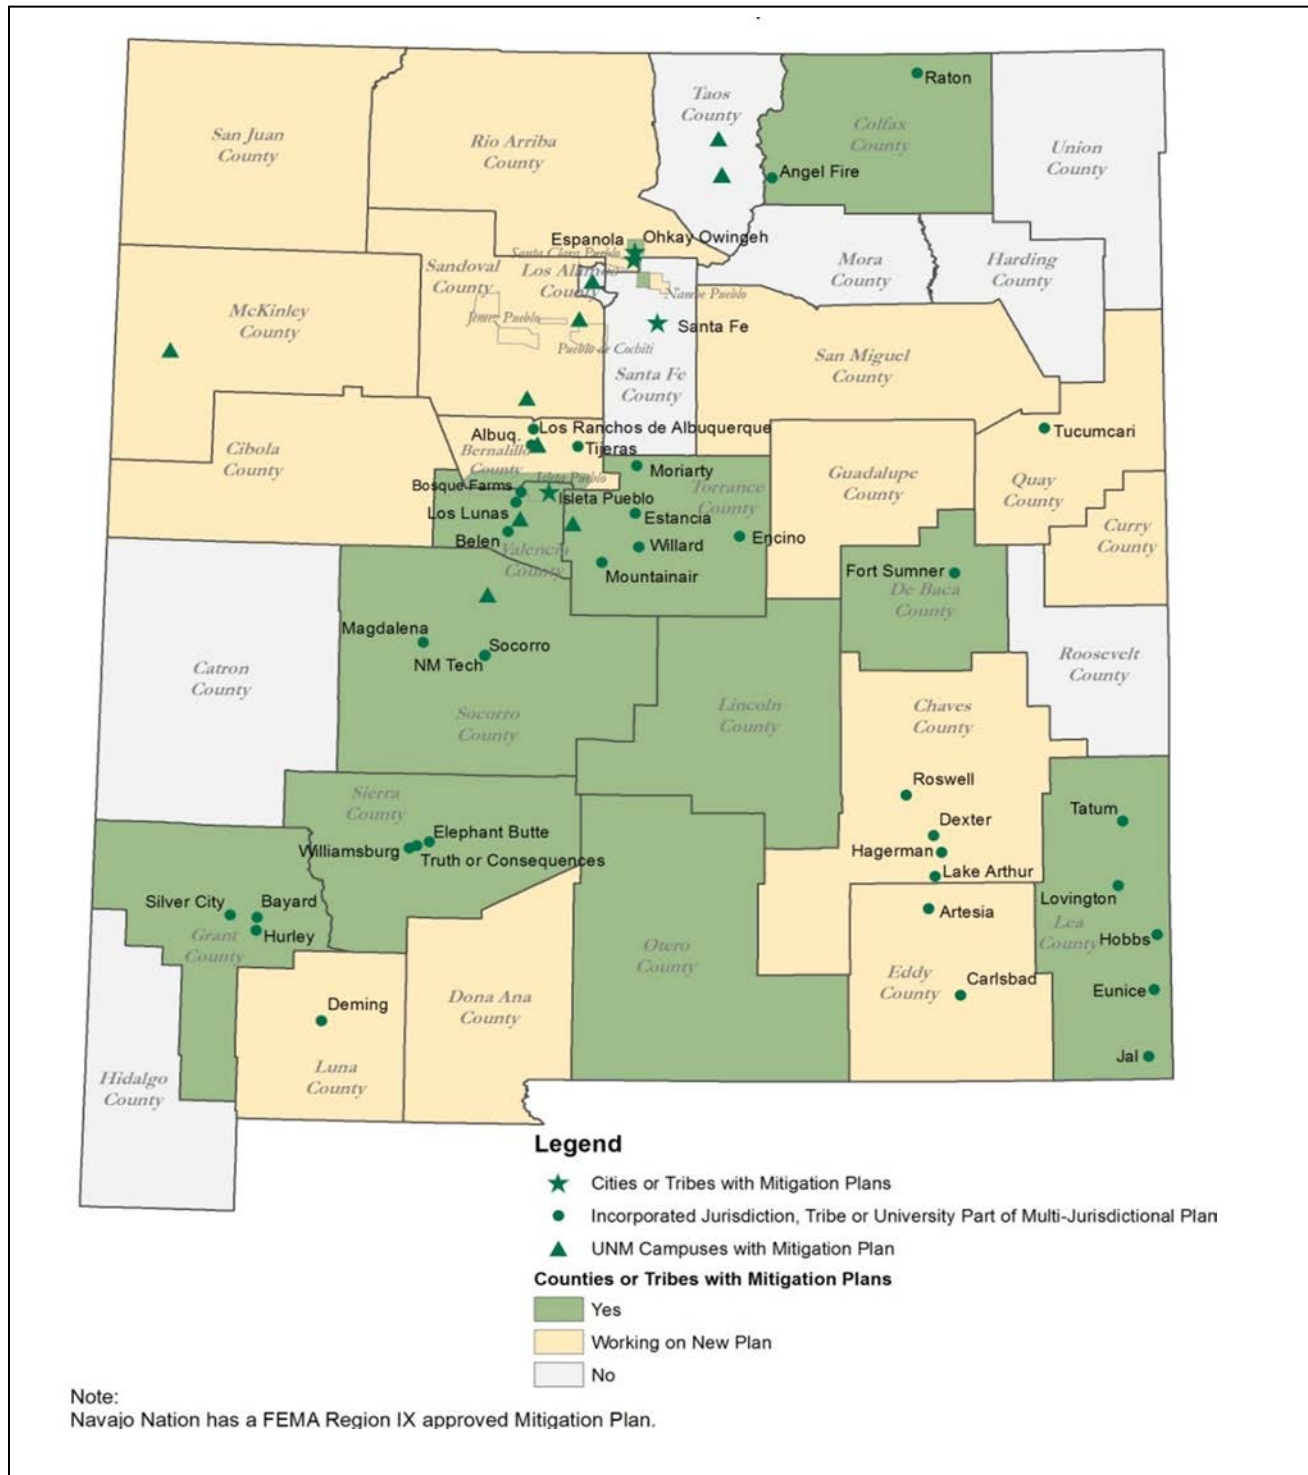 Raton
Taos
County
Colfax
County
San Juan
County
Rio Arriba
County
Union
County
Angel Fire
Espanola
Ohkay Owingeh
Santa Clara Pueblo
Sandoval
County
Los Alamos
County
Mora
County
Harding
County
Nambe Pueblo
McKinley
County
Jemez Pueblo
Santa Fe
Pueblo de Cochiti
San Miguel
County
Santa Fe
County
Los Ranchos de Albuquerque
Albuq.
Tijeras
Bernalillo
County
Tucumcari
Cibola
County
Moriarty
Isleta Pueblo
Bosque Farms
Isleta Pueblo
Torrance
County
Guadalupe
County
Quay
County
Los Lunas
Estancia
Curry
County
Belen
Willard
Encino
Valencia
County
Mountainair
Fort Sumner
De Baca
County
Magdalena
Socorro
NM Tech
Catron
County
Roosevelt
County
Socorro
County
Lincoln
County
Chaves
County
Roswell
Sierra
County
Tatum
Dexter
Elephant Butte
Williamsburg
Truth or Consequences
Hagerman
Lake Arthur
Silver City
Bayard
Hurley
Grant
County
Artesia
Lovington
Lea
County
Hobbs
Otero
County
Eddy
County
Carlsbad
Eunice
Dona Ana
County
Deming
Jal
Luna
County
Hidalgo
County
Legend
Cities or Tribes with Mitigation Plans
Incorporated Jurisdiction, Tribe or University Part of Multi-Jurisdictional Plan
UNM Campuses with Mitigation Plan
Counties or Tribes with Mitigation Plans
Yes
Working on New Plan
No
Note:
Navajo Nation has a FEMA Region IX approved Mitigation Plan.